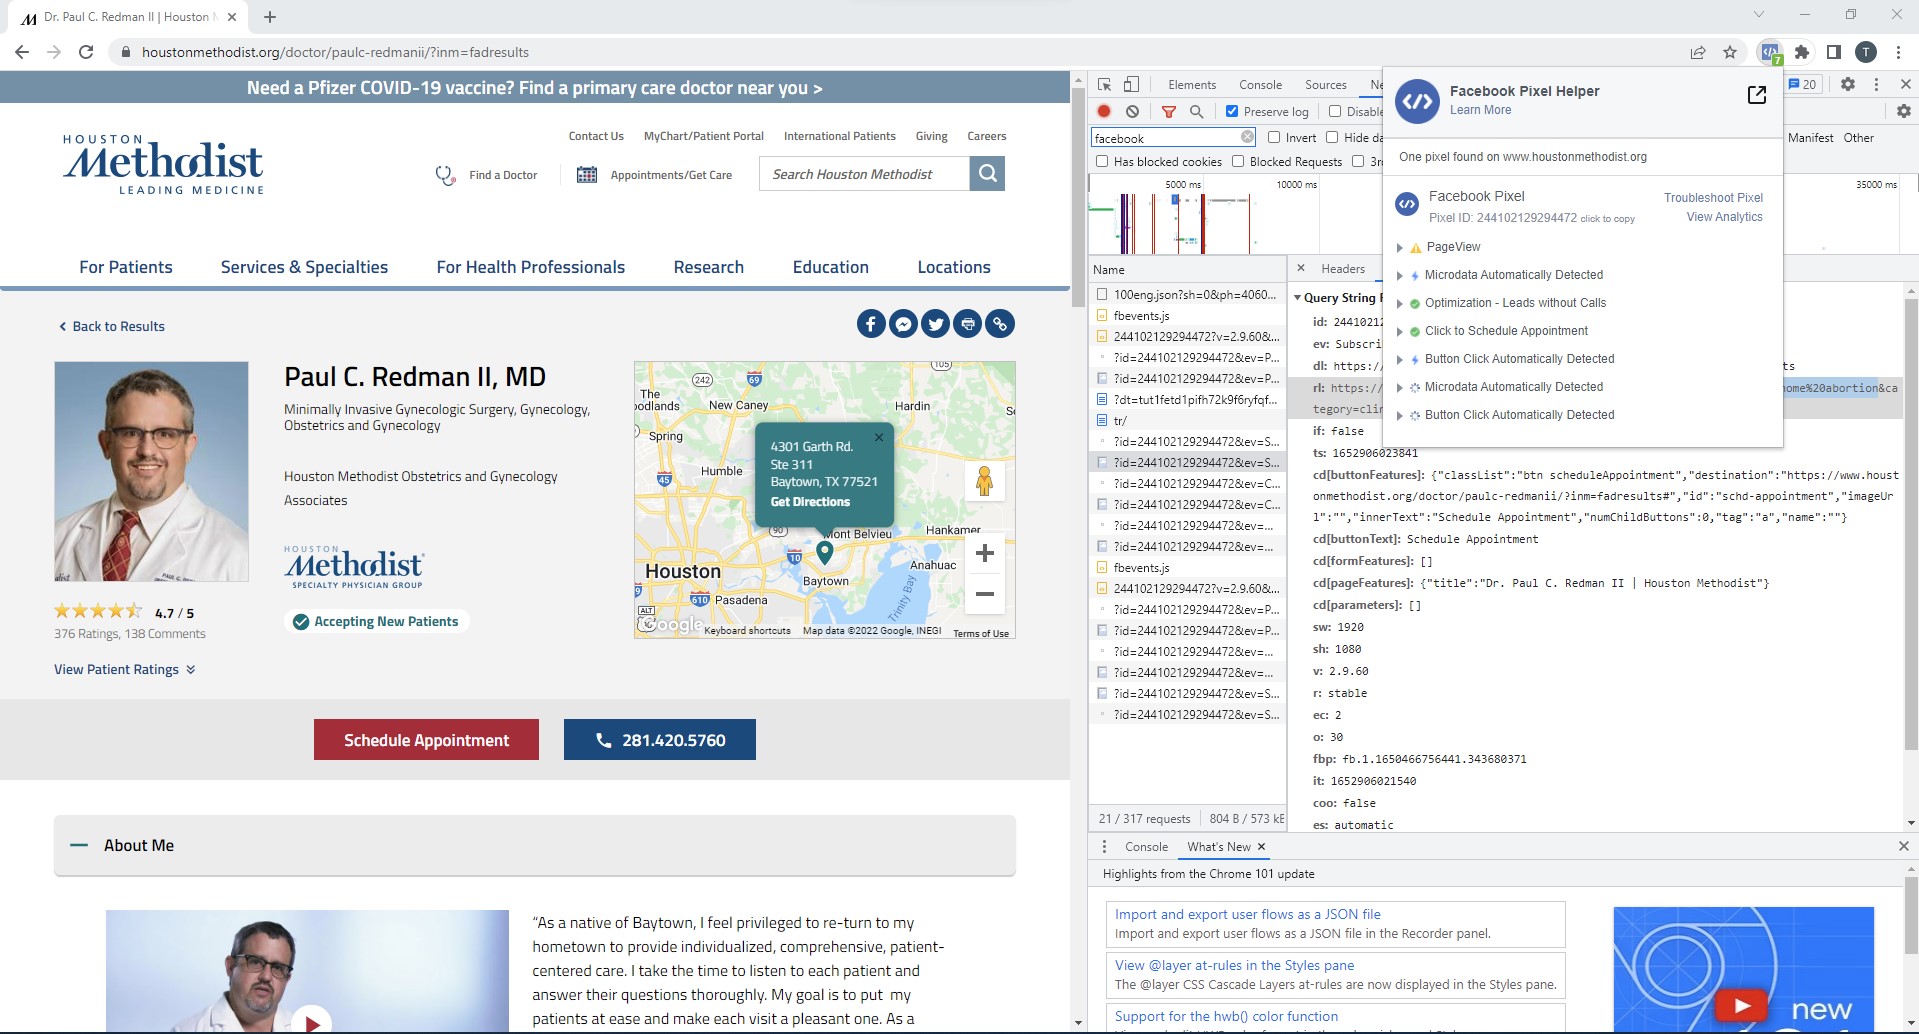 Dr. Paul C. Redman II | Houston M
houstonmethodist.org/doctor/paulc-redmanii/?inm=fadresults
7
T
Need a Pfizer COVID-19 vaccine? Find a primary care doctor near you >
HOUSTON
Methodist
LEADING MEDICINE
Contact Us MyChart/Patient Portal International Patients Giving Careers
Find a Doctor
Appointments/Get Care
Search Houston Methodist
For Patients Services & Specialties For Health Professionals Research Education Locations
Back to Results
Paul C. Redman II, MD
Minimally Invasive Gynecologic Surgery, Gynecology,
Obstetrics and Gynecology
Houston Methodist Obstetrics and Gynecology
Associates
HOUSTON
Methodist
SPECIALTY PHYSICIAN GROUP
Accepting New Patients
4.7 / 5
376 Ratings, 138 Comments
View Patient Ratings
242
69
105
The
oodlands
New Caney
Hardin
Spring
Humble
45
4301 Garth Rd.
Ste 311
Baytown, TX 77521
Get Directions
90
Mont Belvieu
Hankamer
10
Houston
Baytown
Anahuac
610
Pasadena
Trinity Bay
ALT
Google
Keyboard shortcuts
Map data ©2022 Google, INEGI
Terms of Use
Schedule Appointment
281.420.5760
About Me
“As a native of Baytown, I feel privileged to re-turn to my
hometown to provide individualized, comprehensive, patient-
centered care. I take the time to listen to each patient and
answer their questions thoroughly. My goal is to put my
patients at ease and make each visit a pleasant one. As a
Elements Console Sources Ne
20
Preserve log
Disable
facebook
Invert
Hide da
Manifest Other
Has blocked cookies
Blocked Requests
3r
5000 ms
10000 ms
35000 ms
Facebook Pixel Helper
Learn More
One pixel found on www.houstonmethodist.org
Facebook Pixel
Troubleshoot Pixel
Pixel ID: 244102129294472 click to copy
View Analytics
PageView
Microdata Automatically Detected
Optimization - Leads without Calls
Click to Schedule Appointment
Button Click Automatically Detected
Microdata Automatically Detected
Button Click Automatically Detected
Name
100eng.json?sh=0&ph=4060...
fbevents.js
244102129294472?v=2.9.60&...
?id=244102129294472&ev=P...
?id=244102129294472&ev=P...
?dt=tut1fetd1pifh72k9f6ryfqf...
tr/
?id=244102129294472&ev=S...
?id=244102129294472&ev=S...
?id=244102129294472&ev=C...
?id=244102129294472&ev=C...
?id=244102129294472&ev=...
?id=244102129294472&ev=...
fbevents.js
244102129294472?v=2.9.60&...
?id=244102129294472&ev=P...
?id=244102129294472&ev=P...
?id=244102129294472&ev=...
?id=244102129294472&ev=...
?id=244102129294472&ev=S...
?id=244102129294472&ev=S...
21 / 317 requests
804 B / 573 kE
Headers
Query String P
id: 24410212
ev: Subscri
dl: https:/
ts
rl: https:/
ome%20abortion&ca
tegory=clin
if: false
ts: 1652906023841
cd[buttonFeatures]: {"classList":"btn scheduleAppointment","destination":"https://www.houst
onmethodist.org/doctor/paulc-redmanii/?inm=fadresults#","id":"schd-appointment","imageUr
l":"","innerText":"Schedule Appointment","numChildButtons":0,"tag":"a","name":""}
cd[buttonText]: Schedule Appointment
cd[formFeatures]: []
cd[pageFeatures]: {"title":"Dr. Paul C. Redman II | Houston Methodist"}
cd[parameters]: []
sw: 1920
sh: 1080
v: 2.9.60
r: stable
ec: 2
o: 30
fbp: fb.1.1650466756441.343680371
it: 1652906021540
coo: false
es: automatic
Console What's New
Highlights from the Chrome 101 update
Import and export user flows as a JSON file
Import and export user flows as a JSON file in the Recorder panel.
View @layer at-rules in the Styles pane
The @layer CSS Cascade Layers at-rules are now displayed in the Styles pane.
Support for the hwb() color function
new